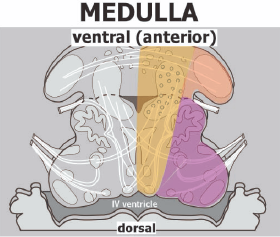 MEDULLA
ventral (anterior)
IV ventricle
dorsal